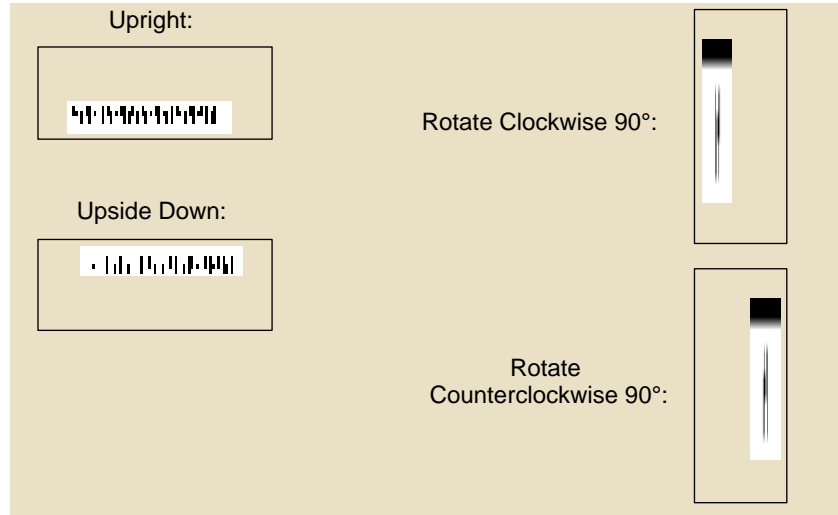 Upright:
Rotate Clockwise 90°:
Upside Down:
Rotate
Counterclockwise 90°: